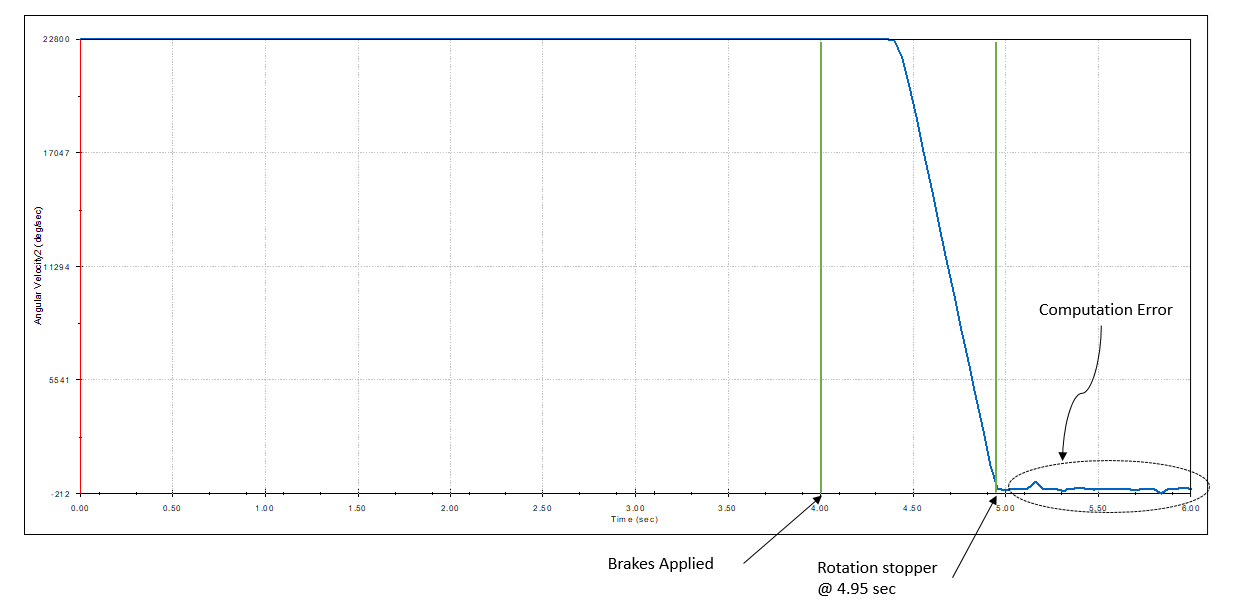 22800
17047
11294
5541
-212
Angular Velocity2 (deg/sec)
0.00 0.50 1.00 1.50 2.00 2.50 3.00 3.50 4.00 4.50 5.00 5.50 6.00
Time (sec)
Computation Error
Brakes Applied
Rotation stopper
@ 4.95 sec